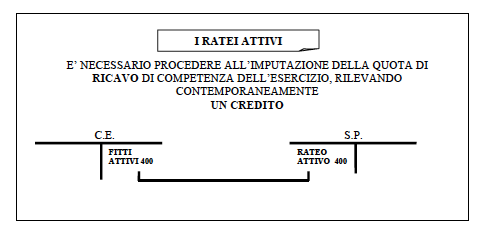 I RATEI ATTIVI
E' NECESSARIO PROCEDERE ALL'IMPUTAZIONE DELLA QUOTA DI
RICAVO DI COMPETENZA DELL'ESERCIZIO, RILEVANDO
CONTEMPORANEAMENTE
UN CREDITO
C.E.
FITTI
ATTIVI 400
S.P.
RATEO
ATTIVO 400